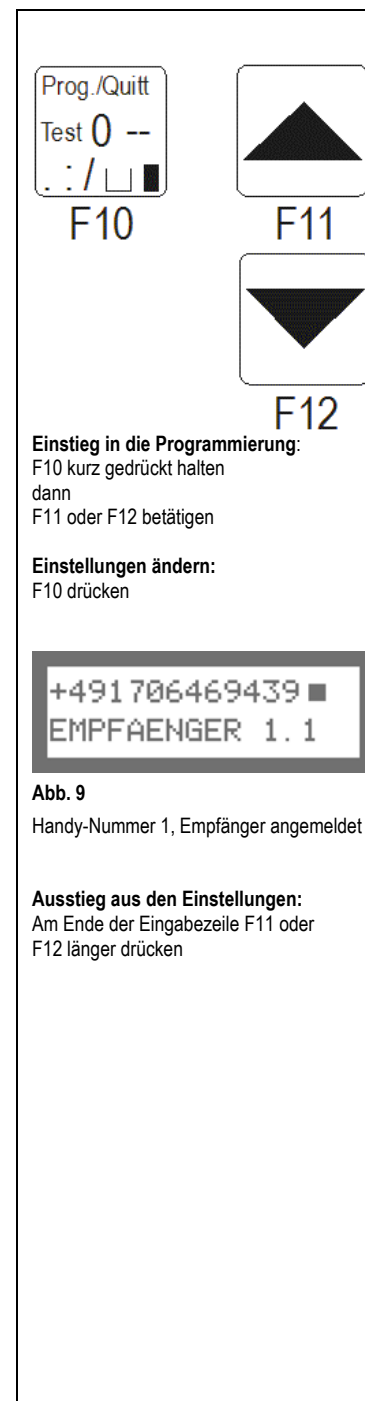 Prog./Quitt
Test 0 --
. : / ⎵ ■
F10
F11
F12
Einstieg in die Programmierung:
F10 kurz gedrückt halten
dann
F11 oder F12 betätigen
Einstellungen ändern:
F10 drücken
+491706469439■
EMPFAENGER 1.1
Abb. 9
Handy-Nummer 1, Empfänger angemeldet
Ausstieg aus den Einstellungen:
Am Ende der Eingabezeile F11 oder
F12 länger drücken